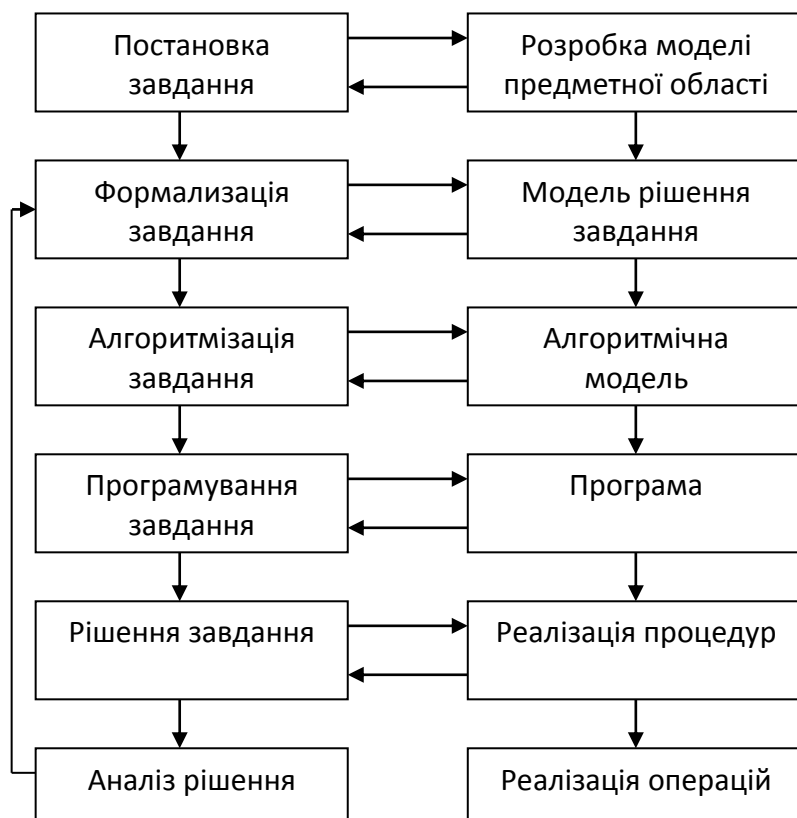 Постановка
завдання
Розробка моделі
предметної області
Формализація
завдання
Модель рішення
завдання
Алгоритмізація
завдання
Алгоритмічна
модель
Програмування
завдання
Програма
Рішення завдання
Реалізація процедур
Аналіз рішення
Реалізація операцій